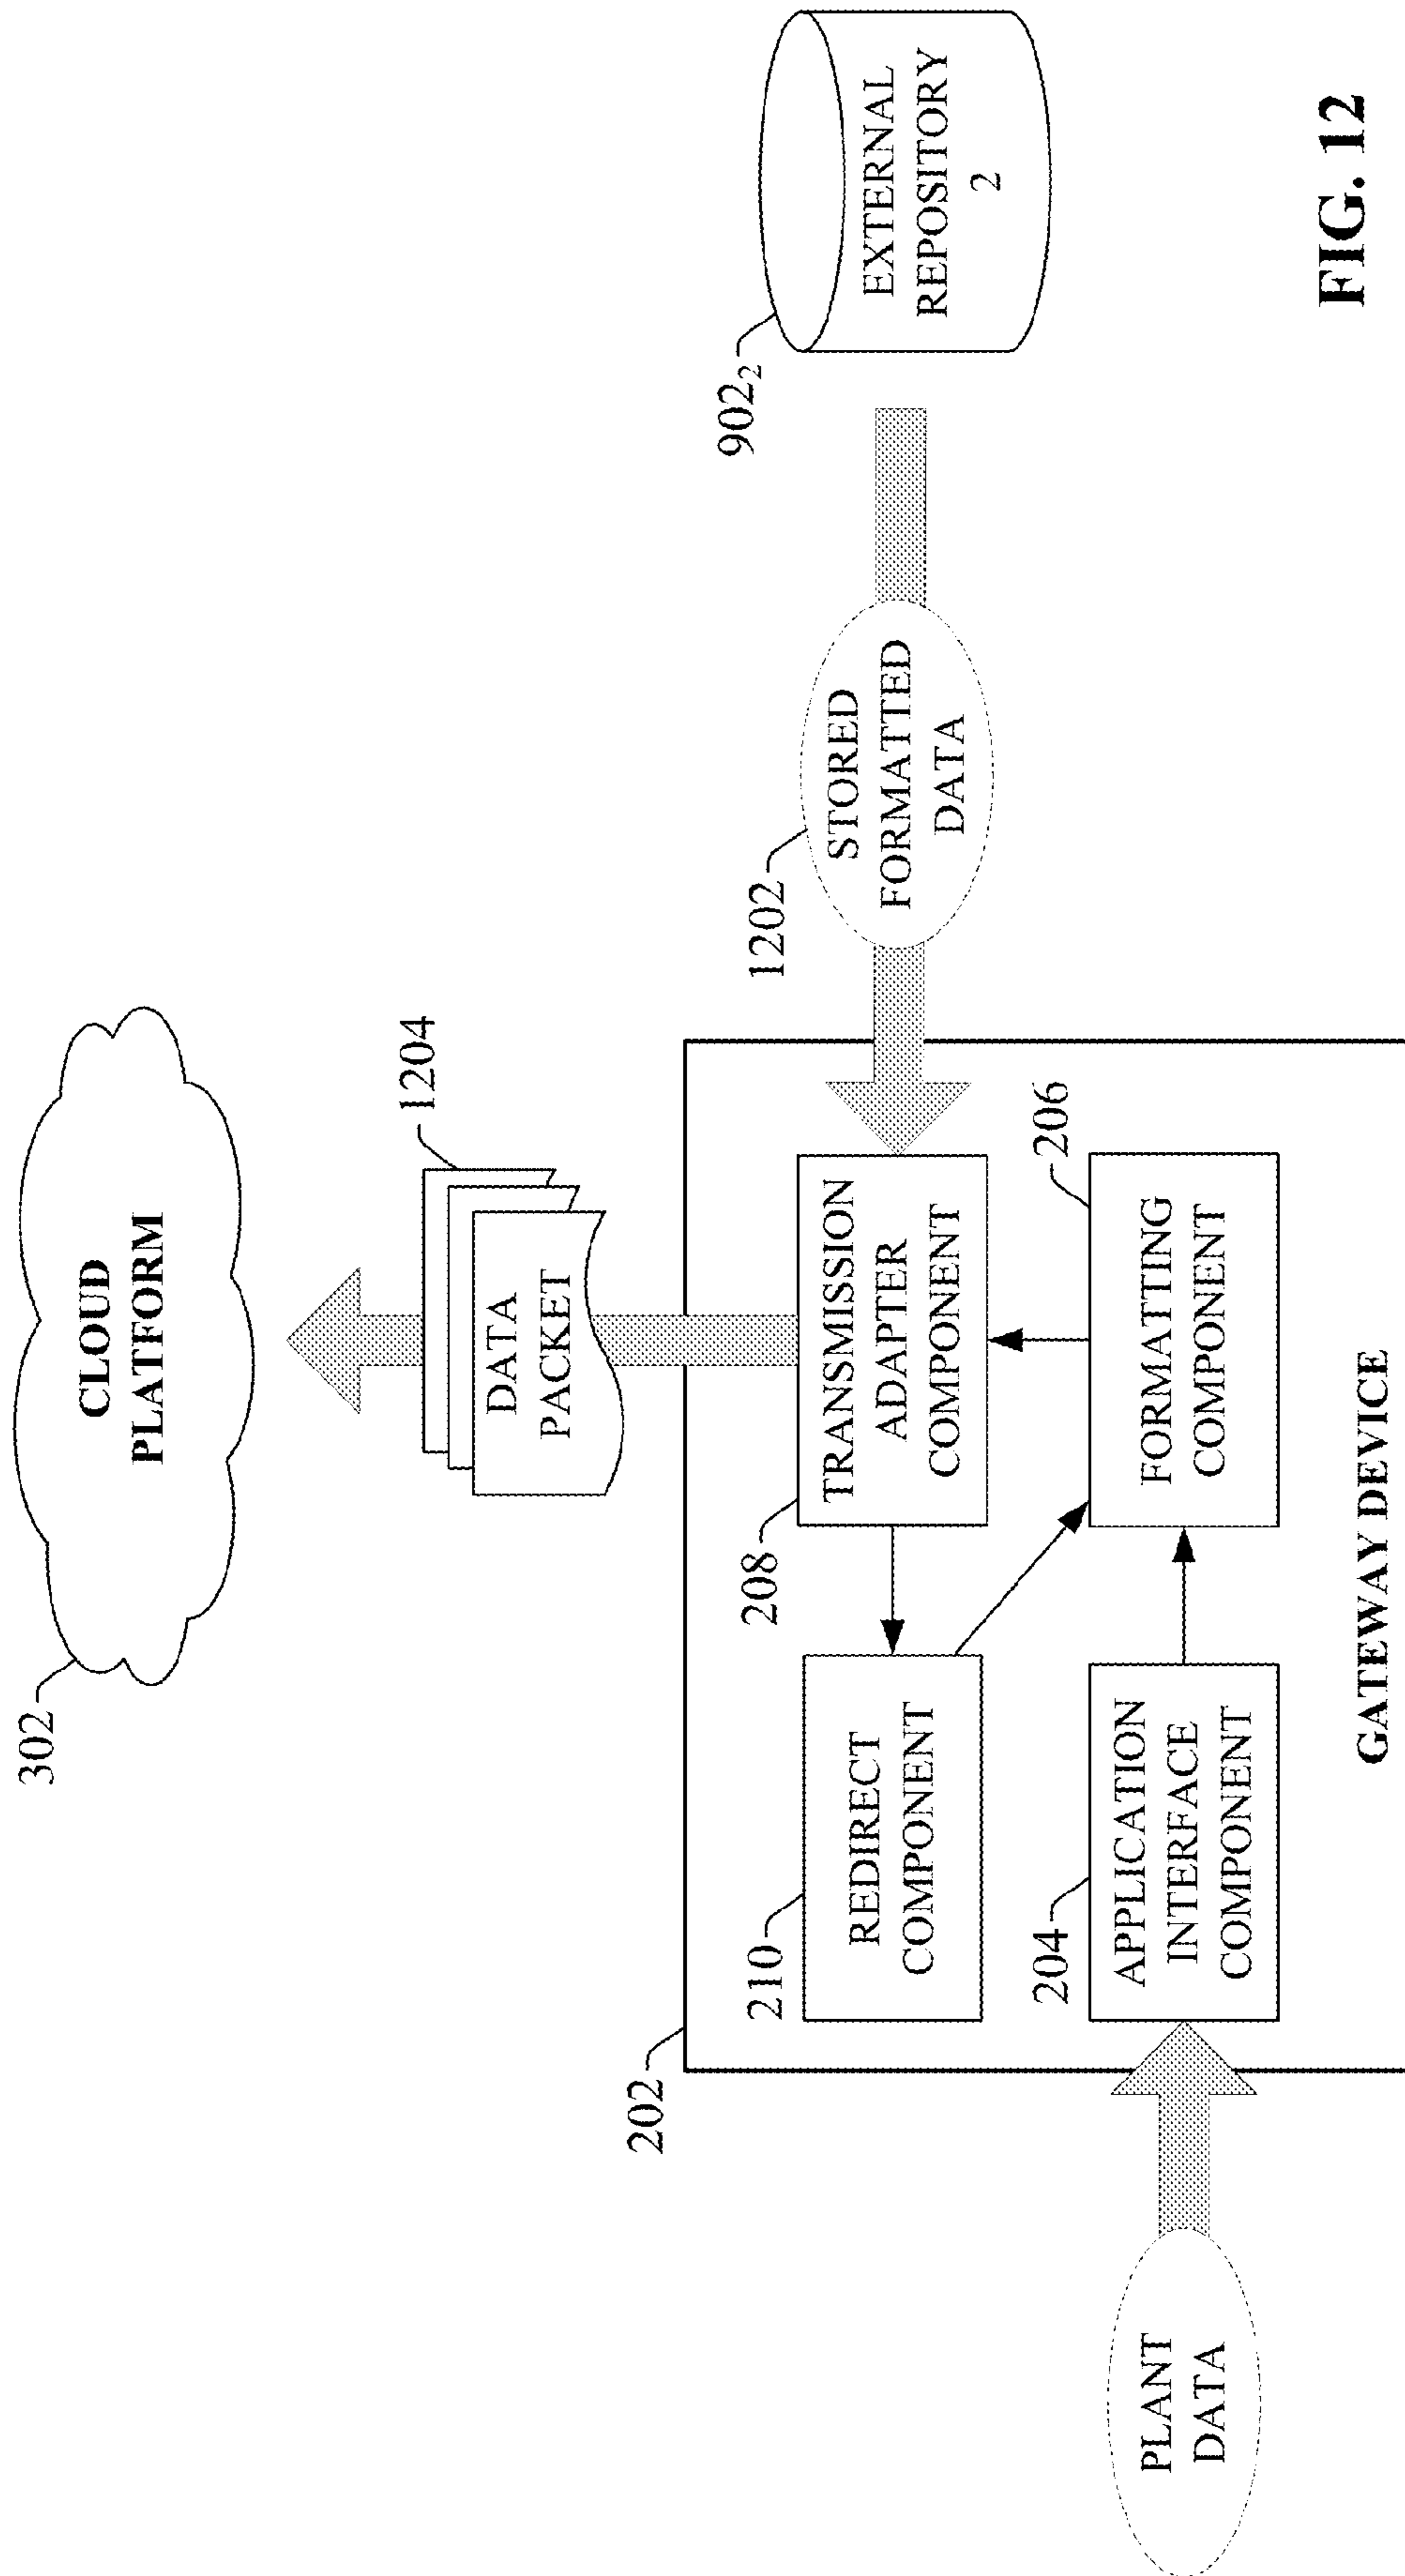 302
CLOUD
PLATFORM
1204
DATA
PACKET
202
210
REDIRECT
COMPONENT
208
TRANSMISSION
ADAPTER
COMPONENT
1202
STORED
FORMATTED
DATA
902₂
EXTERNAL
REPOSITORY
2
PLANT
DATA
204
APPLICATION
INTERFACE
COMPONENT
206
FORMATTING
COMPONENT
GATEWAY DEVICE
FIG. 12